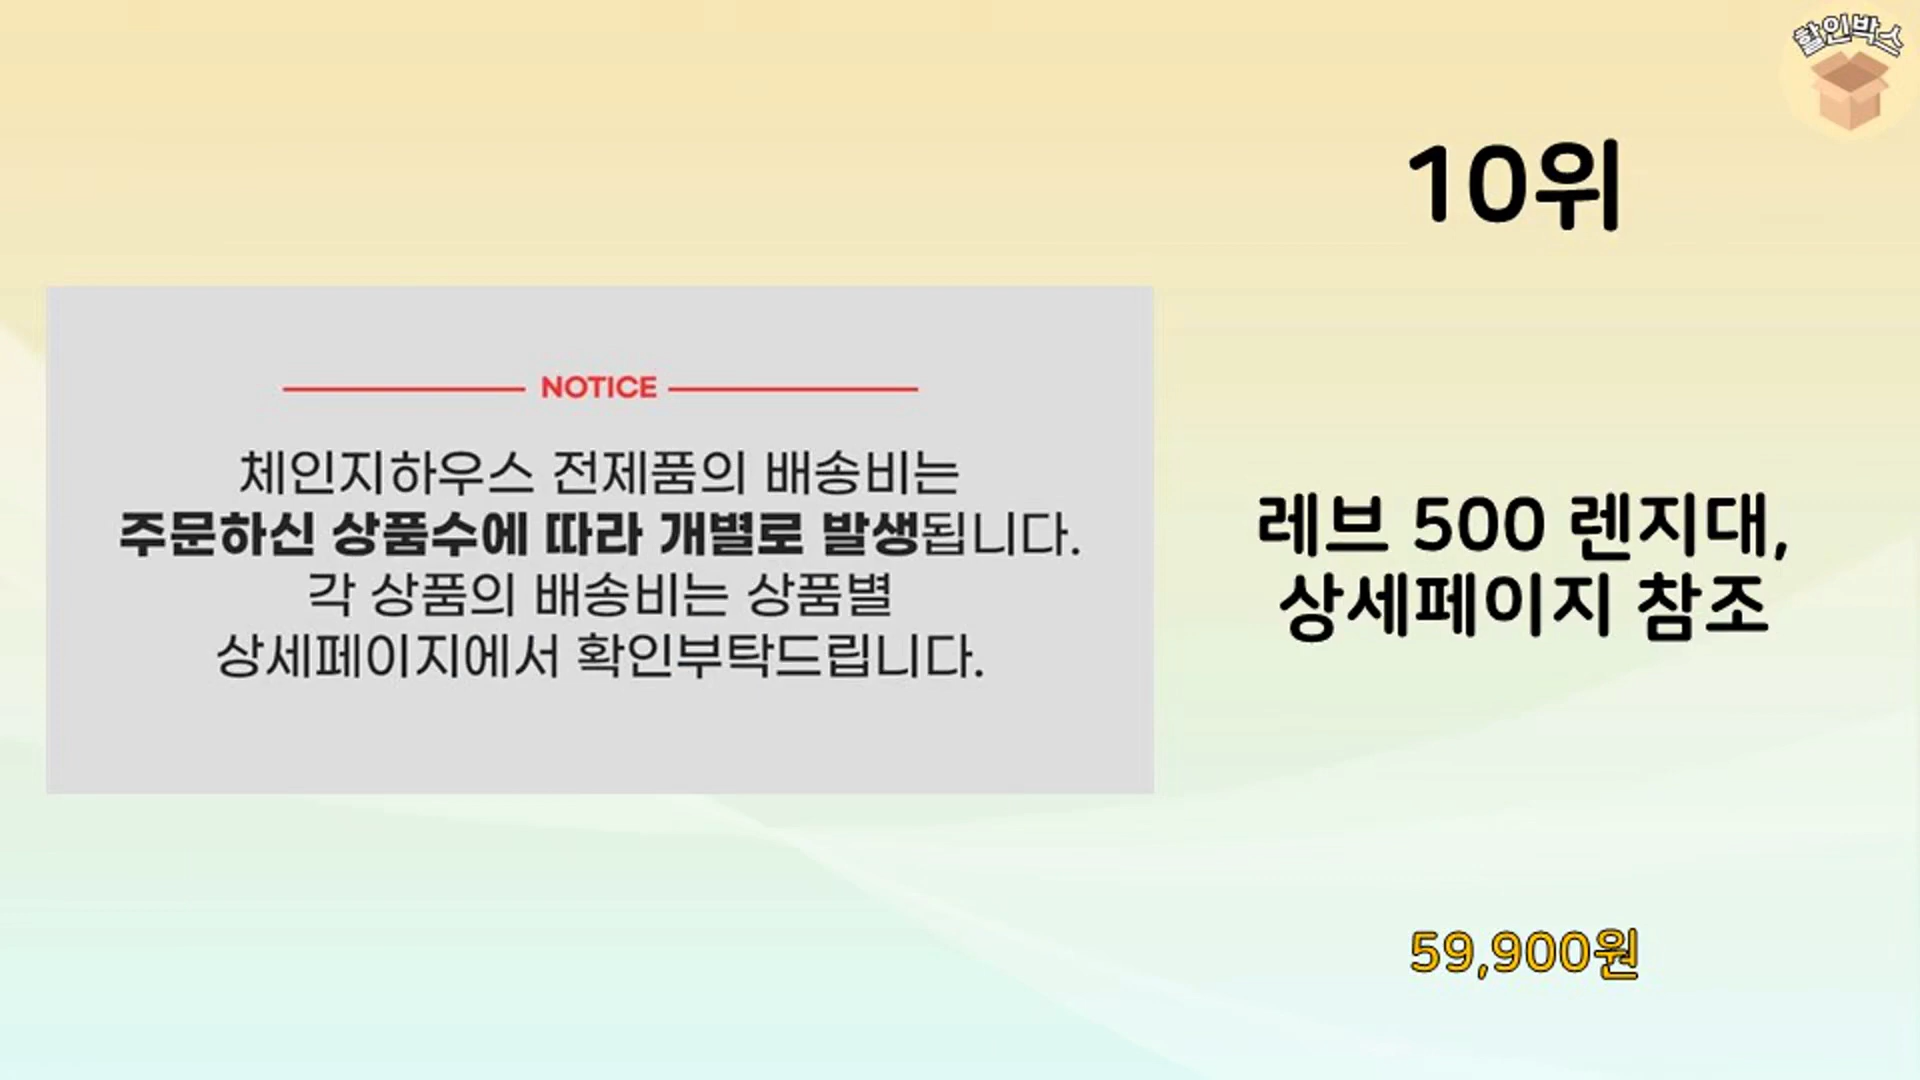 할인박스
10위
NOTICE
체인지하우스 전제품의 배송비는
주문하신 상품수에 따라 개별로 발생됩니다.
각 상품의 배송비는 상품별
상세페이지에서 확인부탁드립니다.
레브 500 렌지대,
상세페이지 참조
59,900원